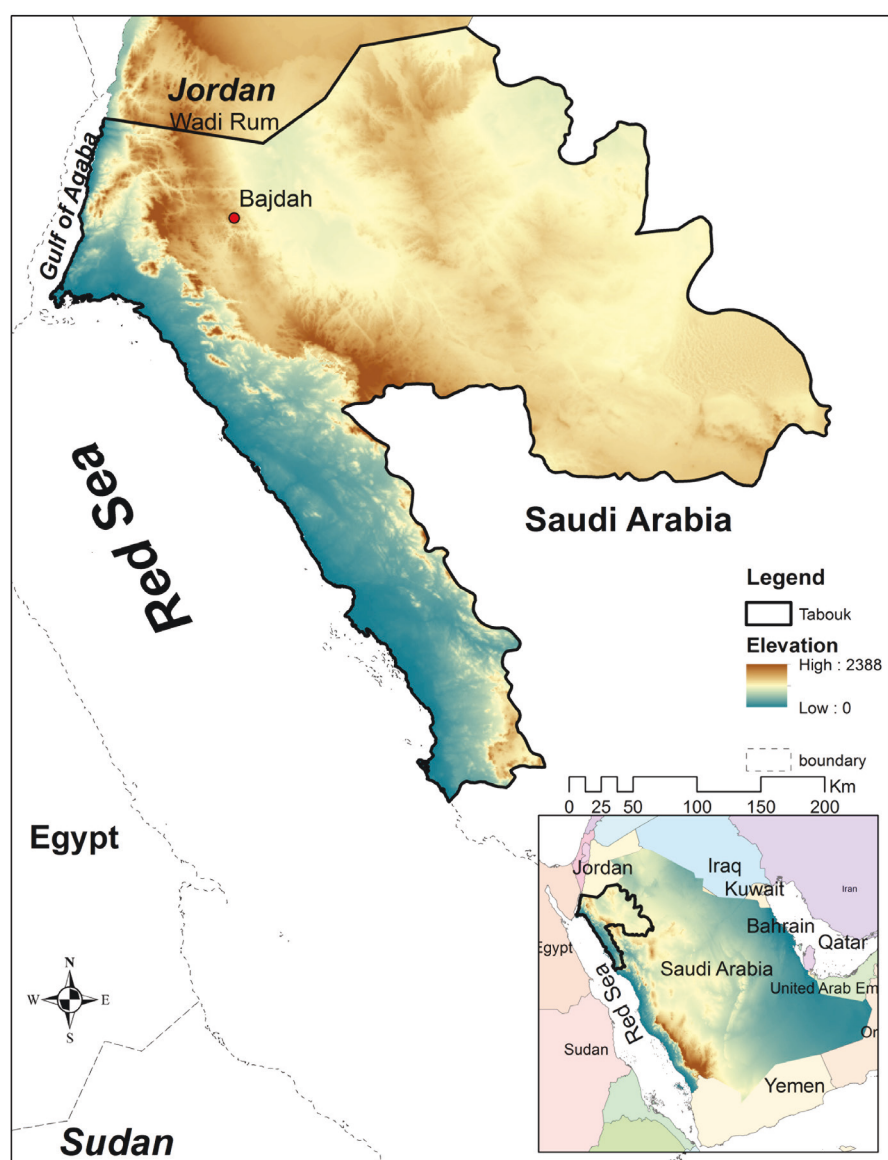 Jordan
Wadi Rum
Gulf of Aqaba
Bajdah
Red Sea
Saudi Arabia
Legend
Tabouk
Elevation
High : 2388
Low : 0
boundary
Km
0 25 50 100 150 200
Egypt
N
W E
S
Sudan
Jordan
Iraq
Iran
Kuwait
Bahrain
Qatar
Egypt
Saudi Arabia
United Arab Em
Red Sea
Or
Sudan
Yemen